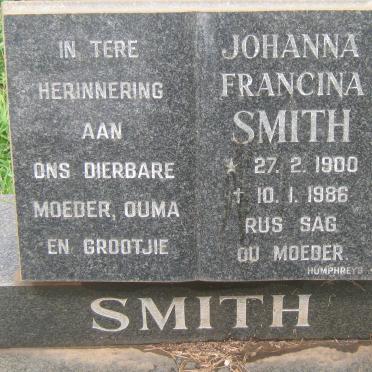 IN TERE
HERINNERING
AAN
ONS DIERBARE
MOEDER, OUMA
EN GROOTJIE
JOHANNA
FRANCINA
SMITH
* 27. 2. 1900
† 10. 1. 1986
RUS SAG
OU MOEDER.
HUMPHREYS
SMITH